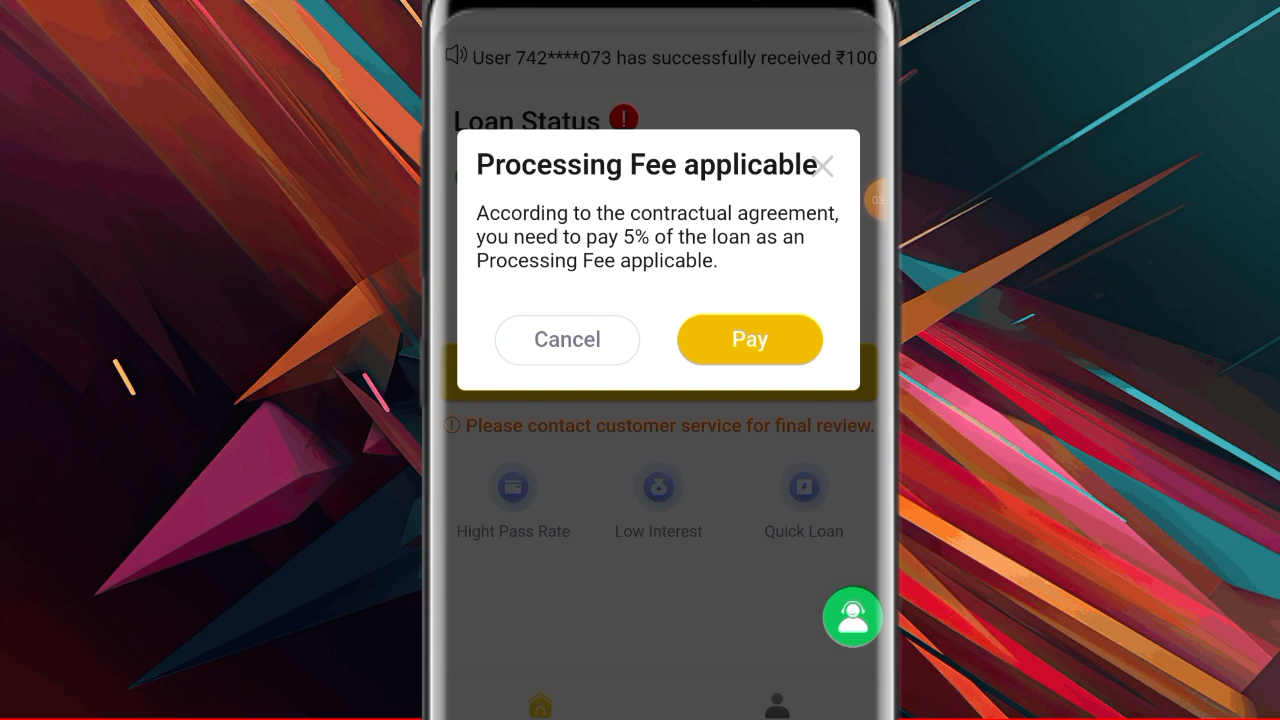 User 742****073 has successfully received ₹100
Loan Status
Processing Fee applicable
According to the contractual agreement,
you need to pay 5% of the loan as an
Processing Fee applicable.
Cancel
Pay
Please contact customer service for final review.
Hight Pass Rate
Low Interest
Quick Loan